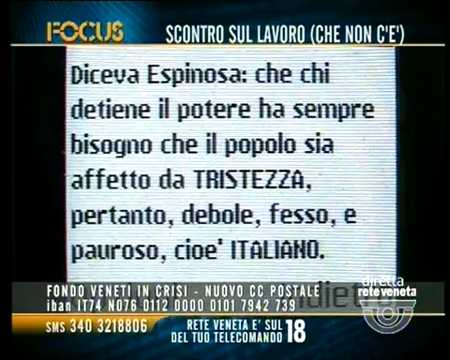 FOCUS
SCONTRO SUL LAVORO (CHE NON C'E')
Diceva Espinosa: che chi
detiene il potere ha sempre
bisogno che il popolo sia
affetto da TRISTEZZA,
pertanto, debole, fesso, e
pauroso, cioe' ITALIANO.
diretta
reteveneta
FONDO VENETI IN CRISI - NUOVO CC POSTALE
iban IT74 N076 0112 0000 0101 7942 739
SMS 340 3218806
RETE VENETA E' SUL 18
DEL TUO TELECOMANDO